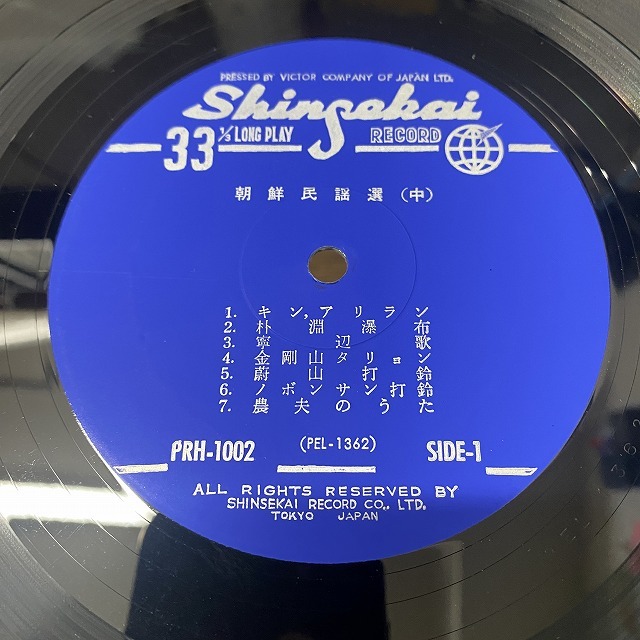 PRESSED BY VICTOR COMPANY OF JAPAN LTD.
Shinsekai
33 1/3 LONG PLAY RECORD
朝鮮民謡選(中)
1. キン,アリラン
2. 朴淵瀑布
3. 寧辺歌
4. 金剛山タリョン
5. 蔚山打鈴
6. ノボンサン打鈴
7. 農夫のうた
PRH-1002 (PEL-1362) SIDE-1
ALL RIGHTS RESERVED BY
SHINSEKAI RECORD CO., LTD.
TOKYO JAPAN